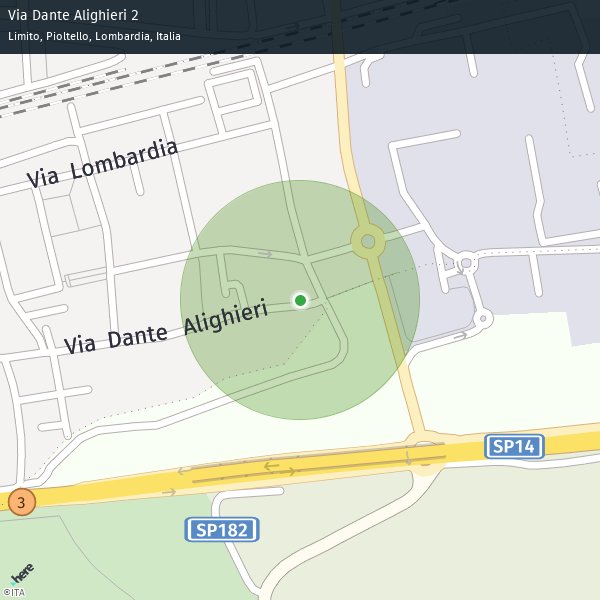 Via Dante Alighieri 2
Limito, Pioltello, Lombardia, Italia
Via Lombardia
Via Dante Alighieri
SP14
3
SP182
here
©ITA